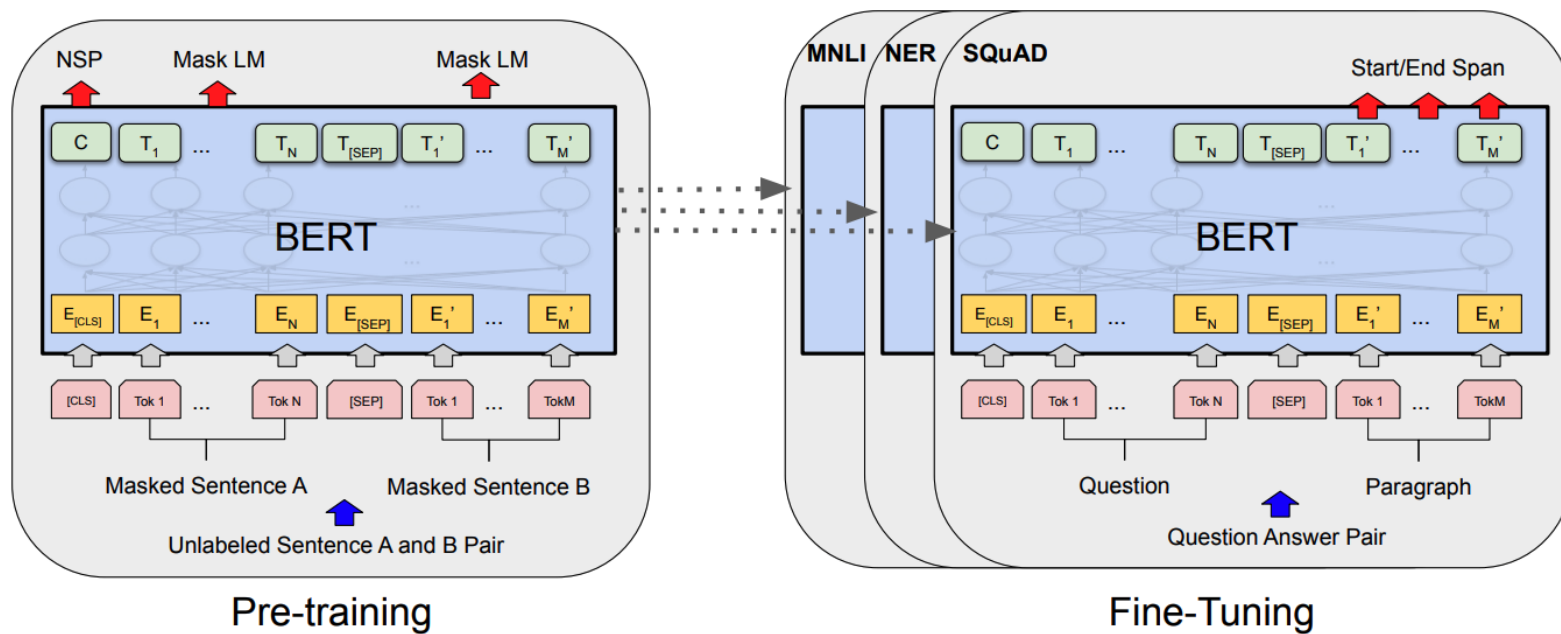 NSP Mask LM Mask LM
C T1 ... TN T[SEP] T1' ... TM'
...
BERT
...
E[CLS] E1 ... EN E[SEP] E1' ... EM'
[CLS] Tok 1 ... Tok N [SEP] Tok 1 ... TokM
Masked Sentence A Masked Sentence B
Unlabeled Sentence A and B Pair
Pre-training
MNLI NER SQuAD
Start/End Span
C T1 ... TN T[SEP] T1' ... TM'
...
BERT
...
E[CLS] E1 ... EN E[SEP] E1' ... EM'
[CLS] Tok 1 ... Tok N [SEP] Tok 1 ... TokM
Question Paragraph
Question Answer Pair
Fine-Tuning